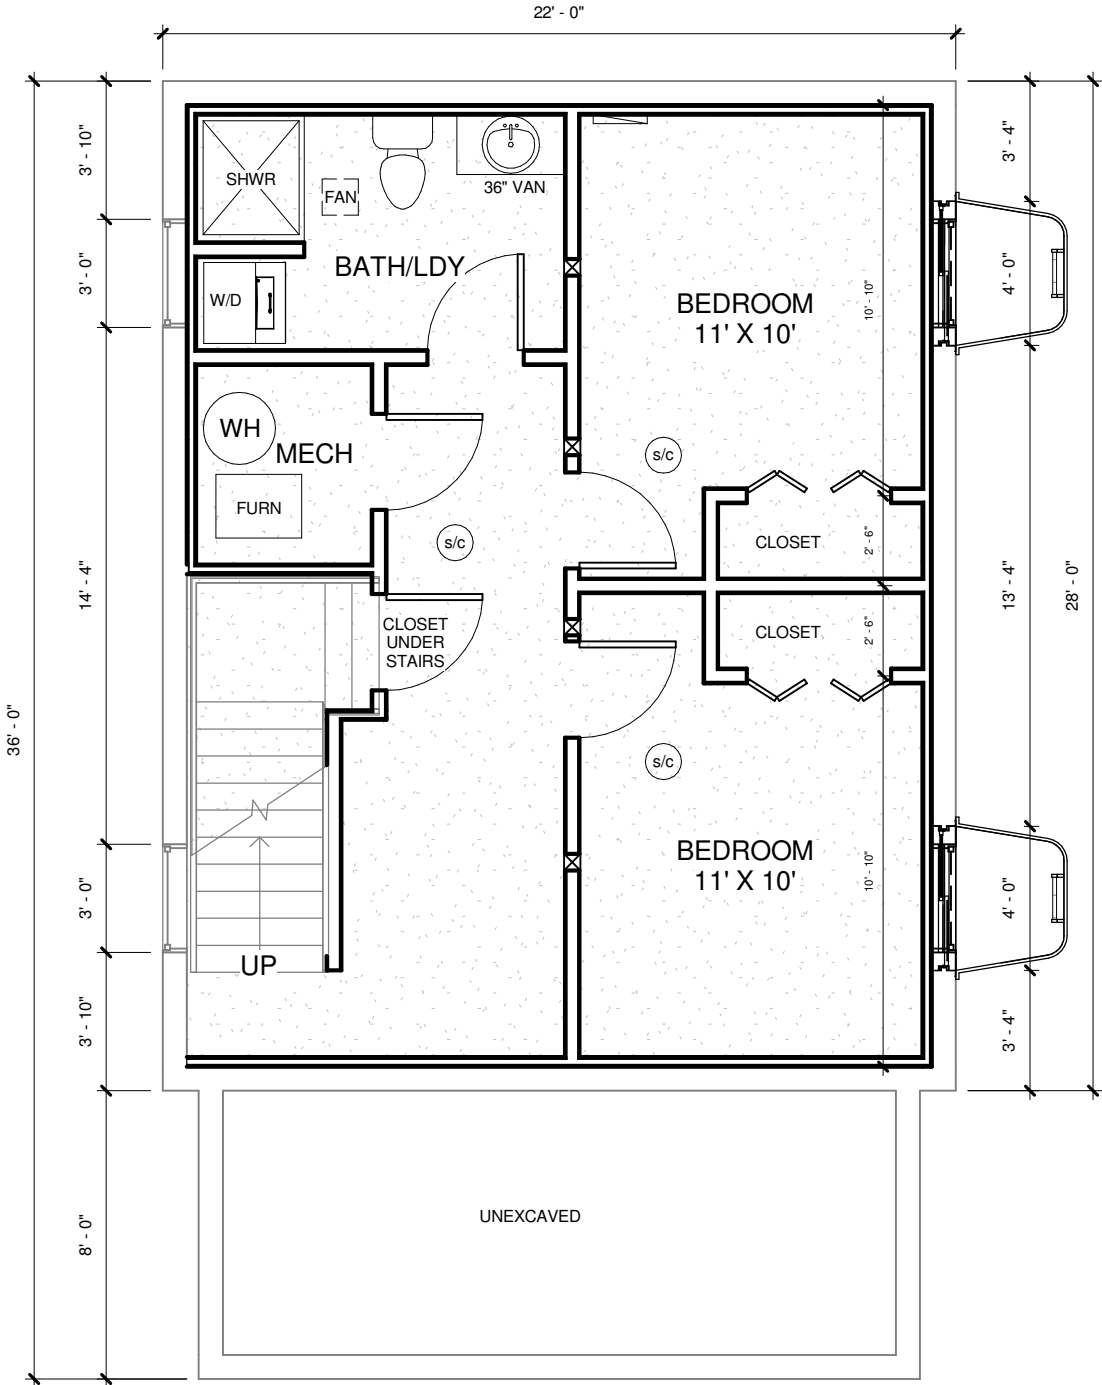 22' - 0"
3' - 10"
3' - 4"
SHWR
FAN
36" VAN
BATH/LDY
3' - 0"
4' - 0"
W/D
BEDROOM
11' X 10'
10' - 10"
WH
MECH
s/c
FURN
s/c
CLOSET
2' - 6"
14' - 4"
13' - 4"
28' - 0"
CLOSET
UNDER
STAIRS
CLOSET
2' - 6"
36' - 0"
s/c
BEDROOM
11' X 10'
10' - 10"
3' - 0"
4' - 0"
UP
3' - 10"
3' - 4"
8' - 0"
UNEXCAVED